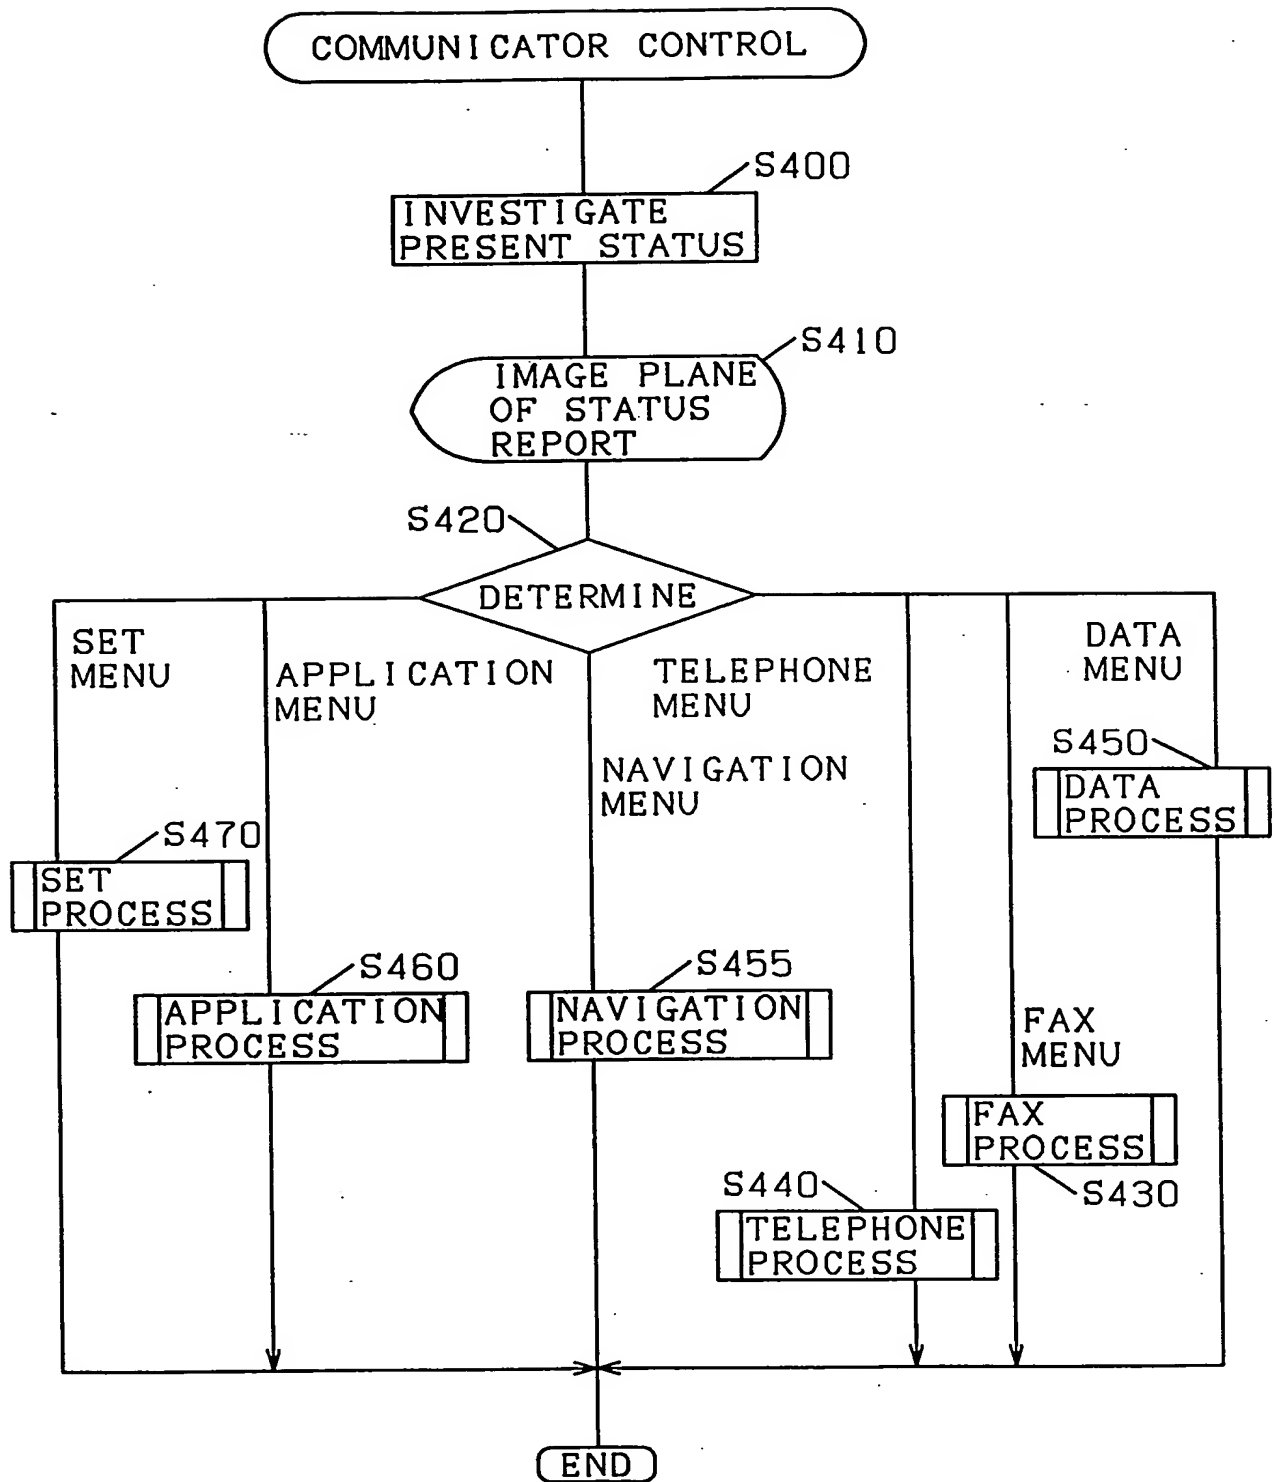 COMMUNICATOR CONTROL
S400
INVESTIGATE
PRESENT STATUS
S410
IMAGE PLANE
OF STATUS
REPORT
S420
DETERMINE
SET
MENU
APPLICATION
MENU
TELEPHONE
MENU
DATA
MENU
NAVIGATION
MENU
S450
DATA
PROCESS
S470
SET
PROCESS
S460
APPLICATION
PROCESS
S455
NAVIGATION
PROCESS
FAX
MENU
FAX
PROCESS
S430
S440
TELEPHONE
PROCESS
END